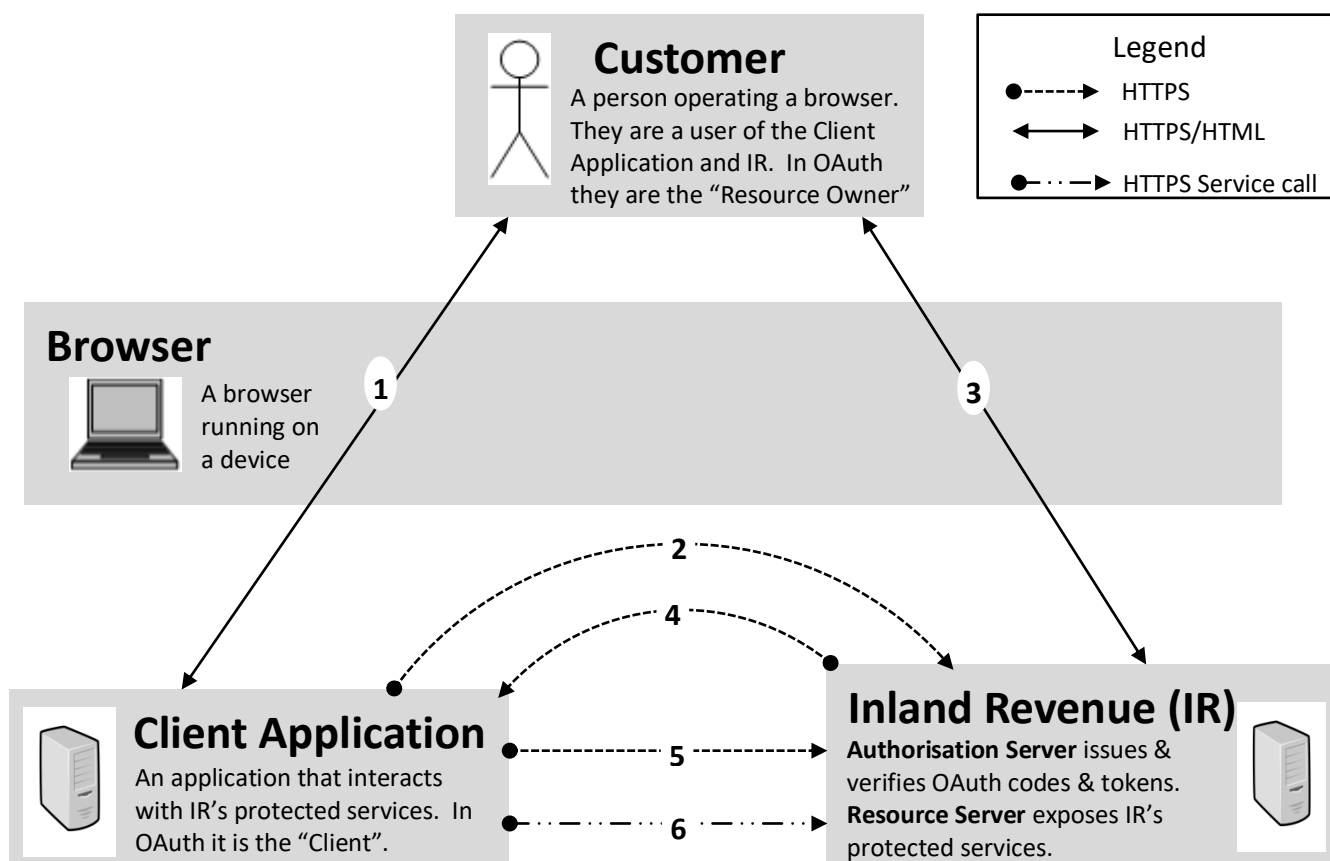 Customer
A person operating a browser.
They are a user of the Client
Application and IR.  In OAuth
they are the “Resource Owner”
Legend
HTTPS
HTTPS/HTML
HTTPS Service call
Browser
A browser
running on
a device
1
3
2
4
5
6
Client Application
An application that interacts
with IR’s protected services.  In
OAuth it is the “Client”.
Inland Revenue (IR)
Authorisation Server issues &
verifies OAuth codes & tokens.
Resource Server exposes IR’s
protected services.